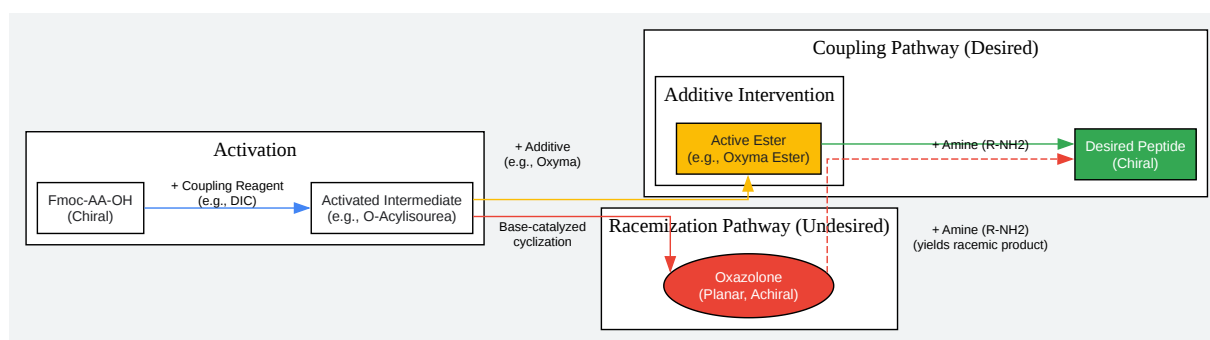 Activation
Fmoc-AA-OH
(Chiral)
+ Coupling Reagent
(e.g., DIC)
Activated Intermediate
(e.g., O-Acylisourea)
+ Additive
(e.g., Oxyma)
Base-catalyzed
cyclization
Coupling Pathway (Desired)
Additive Intervention
Active Ester
(e.g., Oxyma Ester)
+ Amine (R-NH2)
Desired Peptide
(Chiral)
Racemization Pathway (Undesired)
Oxazolone
(Planar, Achiral)
+ Amine (R-NH2)
(yields racemic product)